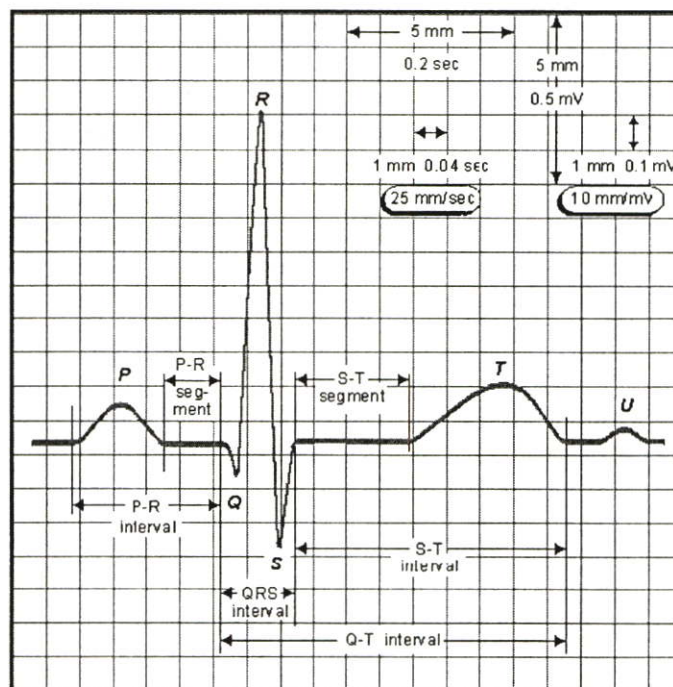 5 mm
0.2 sec
5 mm
0.5 mV
R
1 mm 0.04 sec
25 mm/sec
1 mm 0.1 mV
10 mm/mV
P
P-R
seg-
ment
S-T
segment
T
U
Q
P-R
interval
S
S-T
interval
QRS
interval
Q-T interval